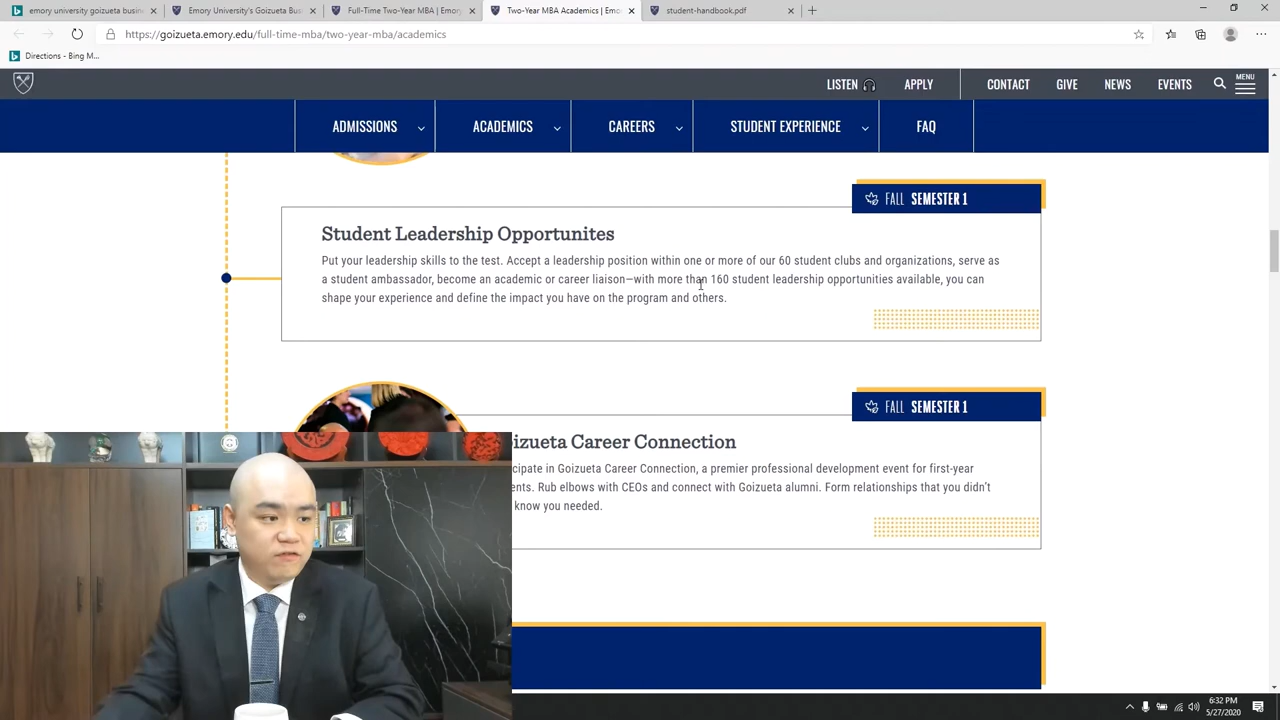 emory university busines
Emory University's Goizueta Bu
Full-Time Two-Year MBA | Emor
Two-Year MBA Academics | Emo
student-handbook.pdf
https://goizueta.emory.edu/full-time-mba/two-year-mba/academics
Directions - Bing M...
LISTEN APPLY CONTACT GIVE NEWS EVENTS MENU
ADMISSIONS ACADEMICS CAREERS STUDENT EXPERIENCE FAQ
FALL SEMESTER 1
Student Leadership Opportunites
Put your leadership skills to the test. Accept a leadership position within one or more of our 60 student clubs and organizations, serve as
a student ambassador, become an academic or career liaison—with more than 160 student leadership opportunities available, you can
shape your experience and define the impact you have on the program and others.
FALL SEMESTER 1
izueta Career Connection
cipate in Goizueta Career Connection, a premier professional development event for first-year
ents. Rub elbows with CEOs and connect with Goizueta alumni. Form relationships that you didn't
know you needed.
6:32 PM
5/27/2020